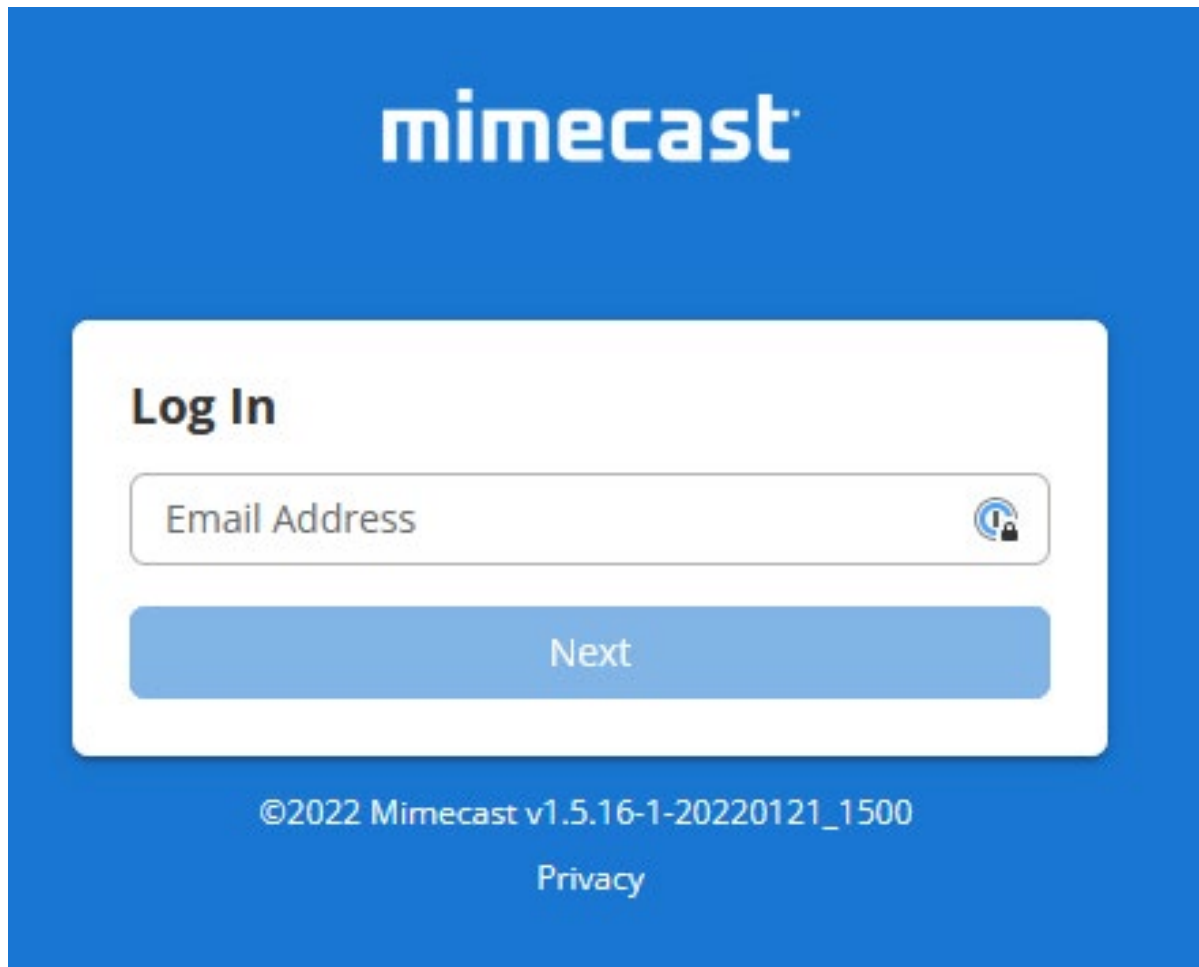 mimecast
Log In
Email Address
Next
©2022 Mimecast v1.5.16-1-20220121_1500
Privacy